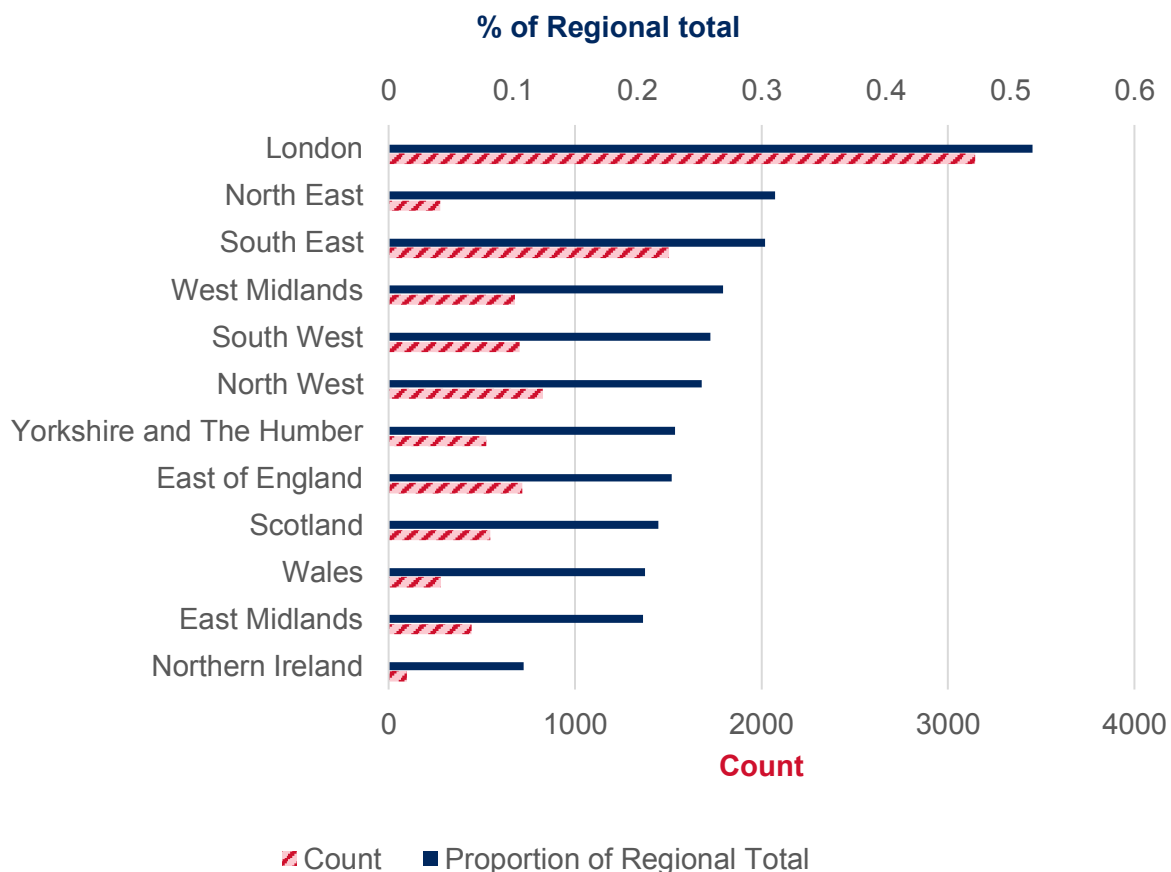 % of Regional total
0 0.1 0.2 0.3 0.4 0.5 0.6
London
North East
South East
West Midlands
South West
North West
Yorkshire and The Humber
East of England
Scotland
Wales
East Midlands
Northern Ireland
0 1000 2000 3000 4000
Count
Count Proportion of Regional Total